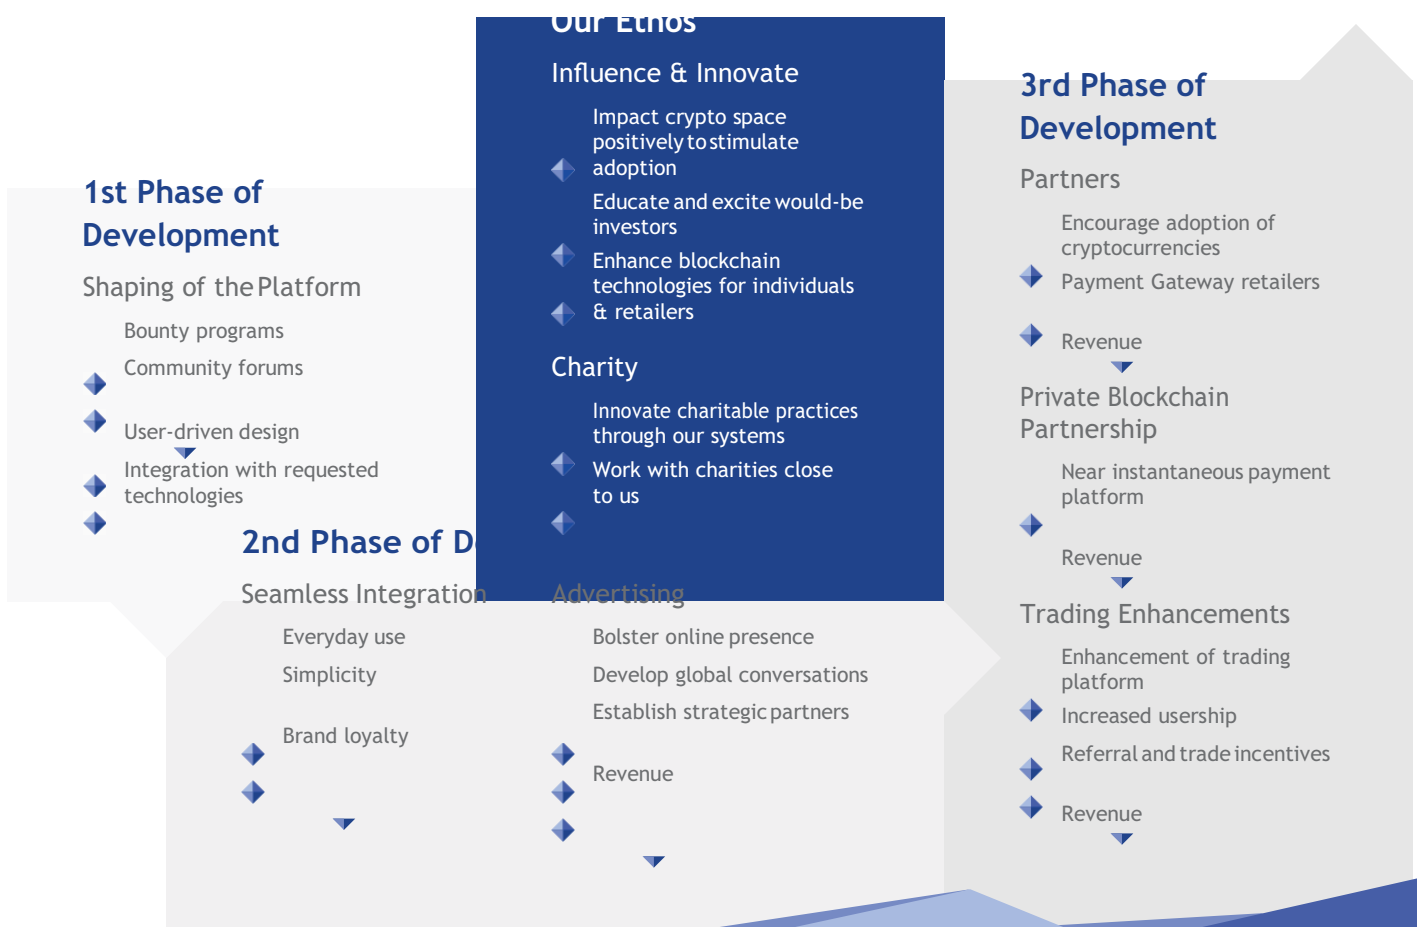 1st Phase of
Development
Shaping of the Platform
Bounty programs
Community forums
User-driven design
Integration with requested
technologies
2nd Phase of D
Seamless Integration
Everyday use
Simplicity
Brand loyalty
Our Ethos
Influence & Innovate
Impact crypto space
positively to stimulate
adoption
Educate and excite would-be
investors
Enhance blockchain
technologies for individuals
& retailers
Charity
Innovate charitable practices
through our systems
Work with charities close
to us
Advertising
Bolster online presence
Develop global conversations
Establish strategic partners
Revenue
3rd Phase of
Development
Partners
Encourage adoption of
cryptocurrencies
Payment Gateway retailers
Revenue
Private Blockchain
Partnership
Near instantaneous payment
platform
Revenue
Trading Enhancements
Enhancement of trading
platform
Increased usership
Referral and trade incentives
Revenue